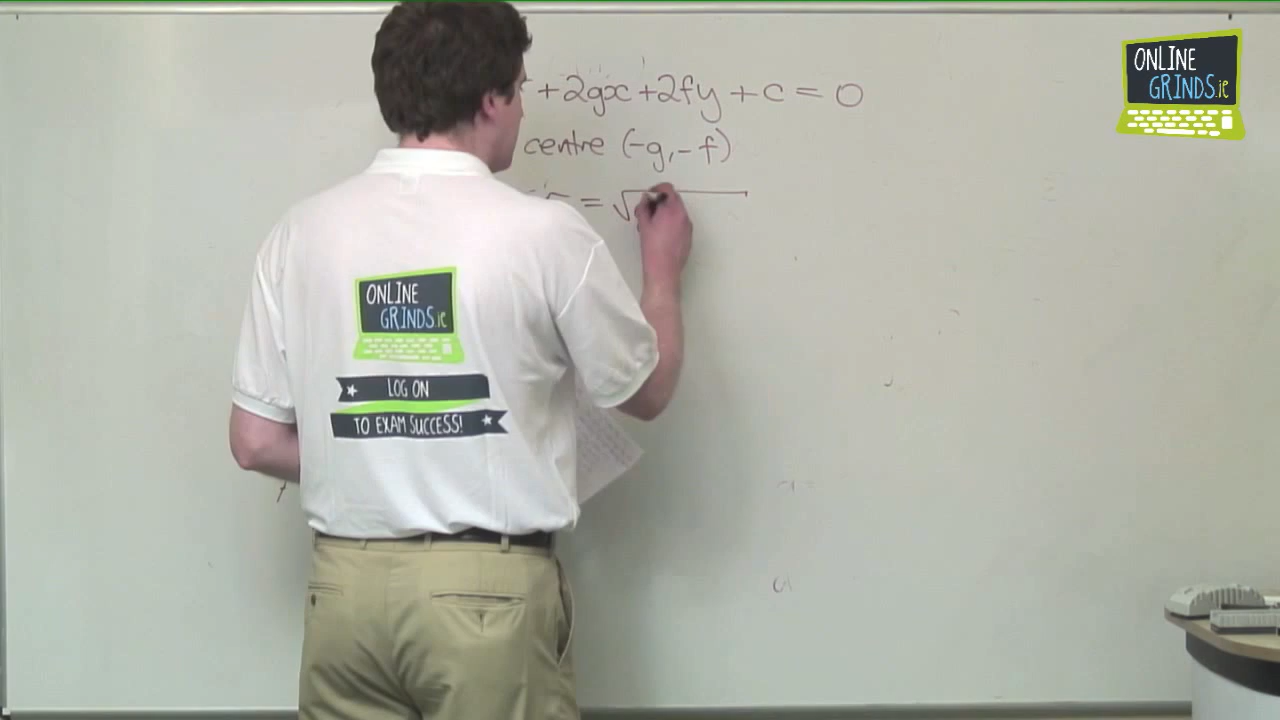 ONLINE
GRINDS.ie
+2gx+2fy+c=0
centre (-g,-f)
r = √
ONLINE
GRINDS.ie
LOG ON
TO EXAM SUCCESS!